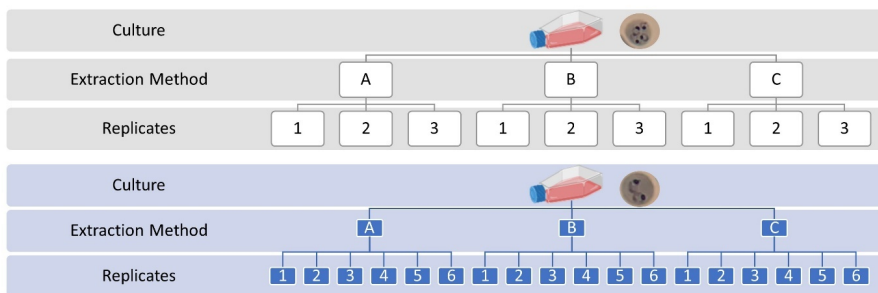 Culture
Extraction Method A B C
Replicates 1 2 3 1 2 3 1 2 3
Culture
Extraction Method A B C
Replicates 1 2 3 4 5 6 1 2 3 4 5 6 1 2 3 4 5 6